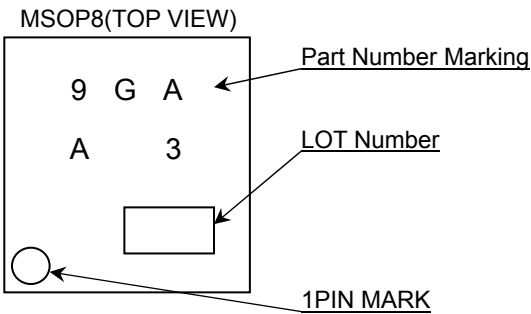 MSOP8(TOP VIEW)
Part Number Marking
9 G A
A 3
LOT Number
1PIN MARK